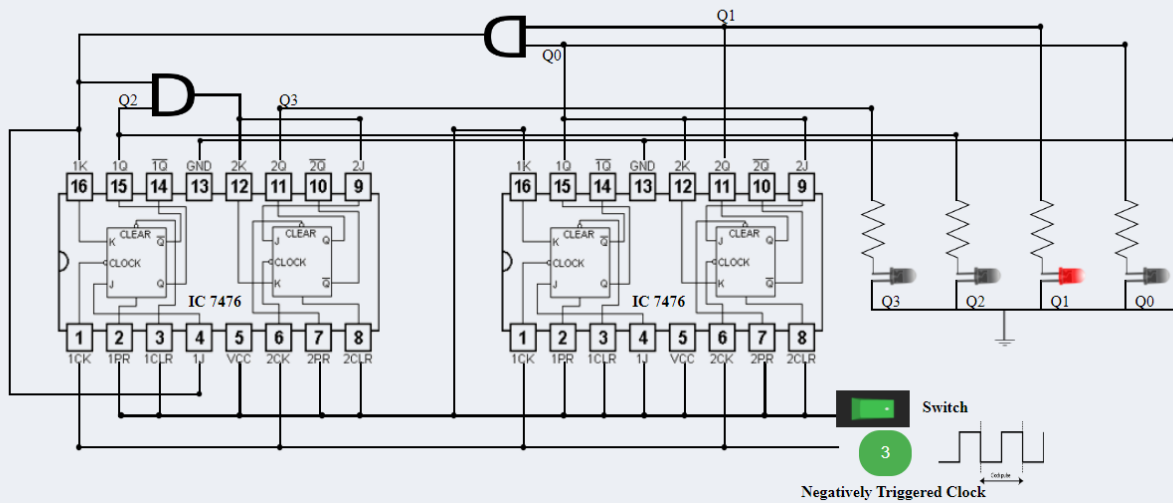 Q1
Q0
Q2
Q3
1K 1Q 1Q GND 2K 2Q 2Q 2J
16 15 14 13 12 11 10 9
1K 1Q 1Q GND 2K 2Q 2Q 2J
16 15 14 13 12 11 10 9
CLEAR
K Q
CLOCK
J Q
CLEAR
J Q
CLOCK
K Q
IC 7476
CLEAR
K Q
CLOCK
J Q
CLEAR
J Q
CLOCK
K Q
IC 7476
1 2 3 4 5 6 7 8
1CK 1PR 1CLR 1J VCC 2CK 2PR 2CLR
1 2 3 4 5 6 7 8
1CK 1PR 1CLR 1J VCC 2CK 2PR 2CLR
Q3 Q2 Q1 Q0
Switch
3
Negatively Triggered Clock